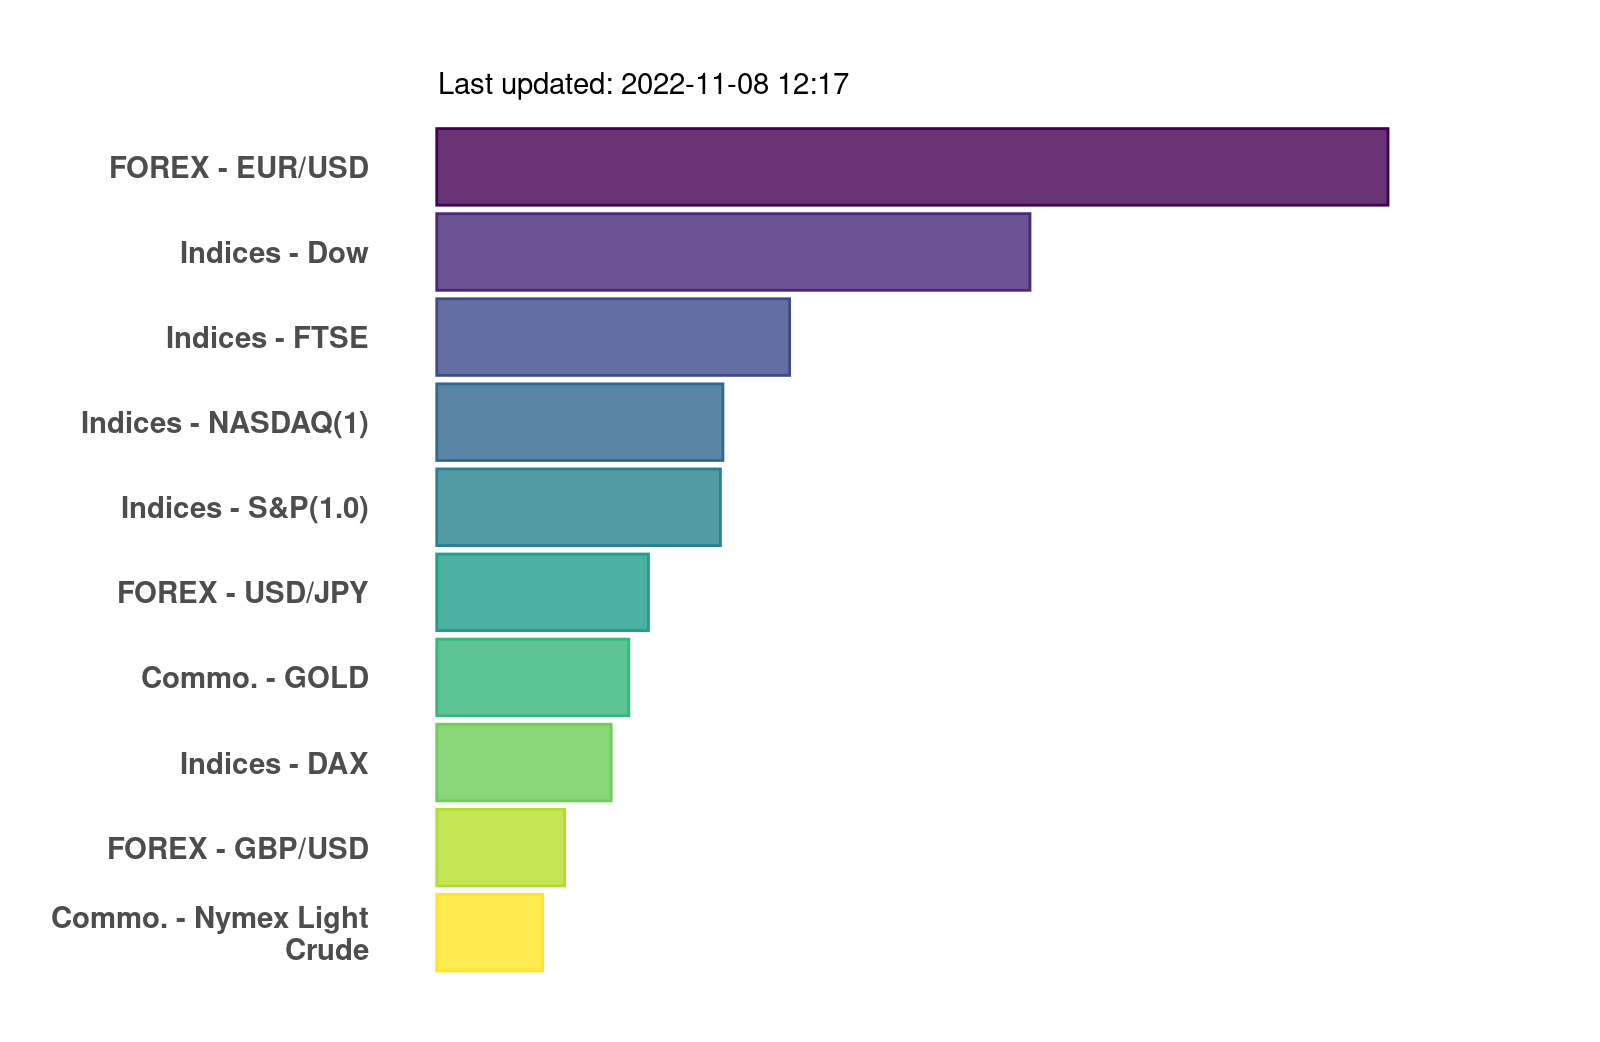 Last updated: 2022-11-08 12:17
FOREX - EUR/USD
Indices - Dow
Indices - FTSE
Indices - NASDAQ(1)
Indices - S&P(1.0)
FOREX - USD/JPY
Commo. - GOLD
Indices - DAX
FOREX - GBP/USD
Commo. - Nymex Light
Crude